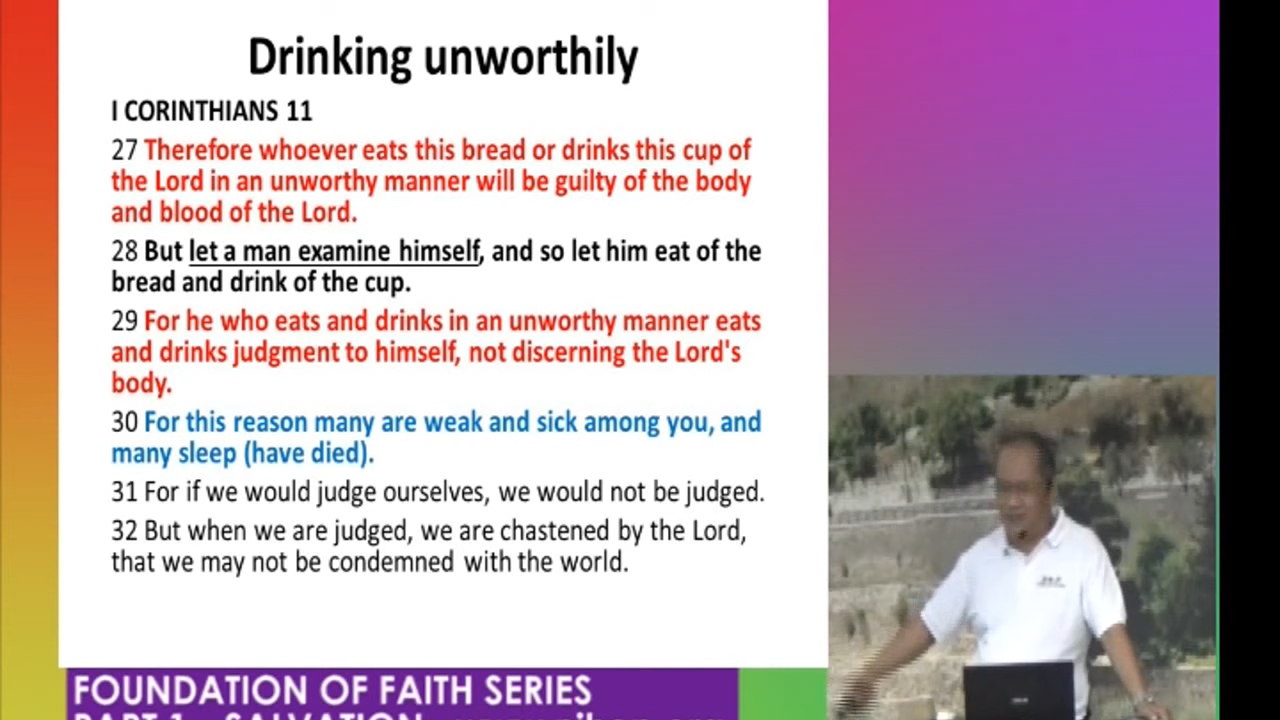 Drinking unworthily
I CORINTHIANS 11
27 Therefore whoever eats this bread or drinks this cup of
the Lord in an unworthy manner will be guilty of the body
and blood of the Lord.
28 But let a man examine himself, and so let him eat of the
bread and drink of the cup.
29 For he who eats and drinks in an unworthy manner eats
and drinks judgment to himself, not discerning the Lord's
body.
30 For this reason many are weak and sick among you, and
many sleep (have died).
31 For if we would judge ourselves, we would not be judged.
32 But when we are judged, we are chastened by the Lord,
that we may not be condemned with the world.
FOUNDATION OF FAITH SERIES
PART 1 - SALVATION